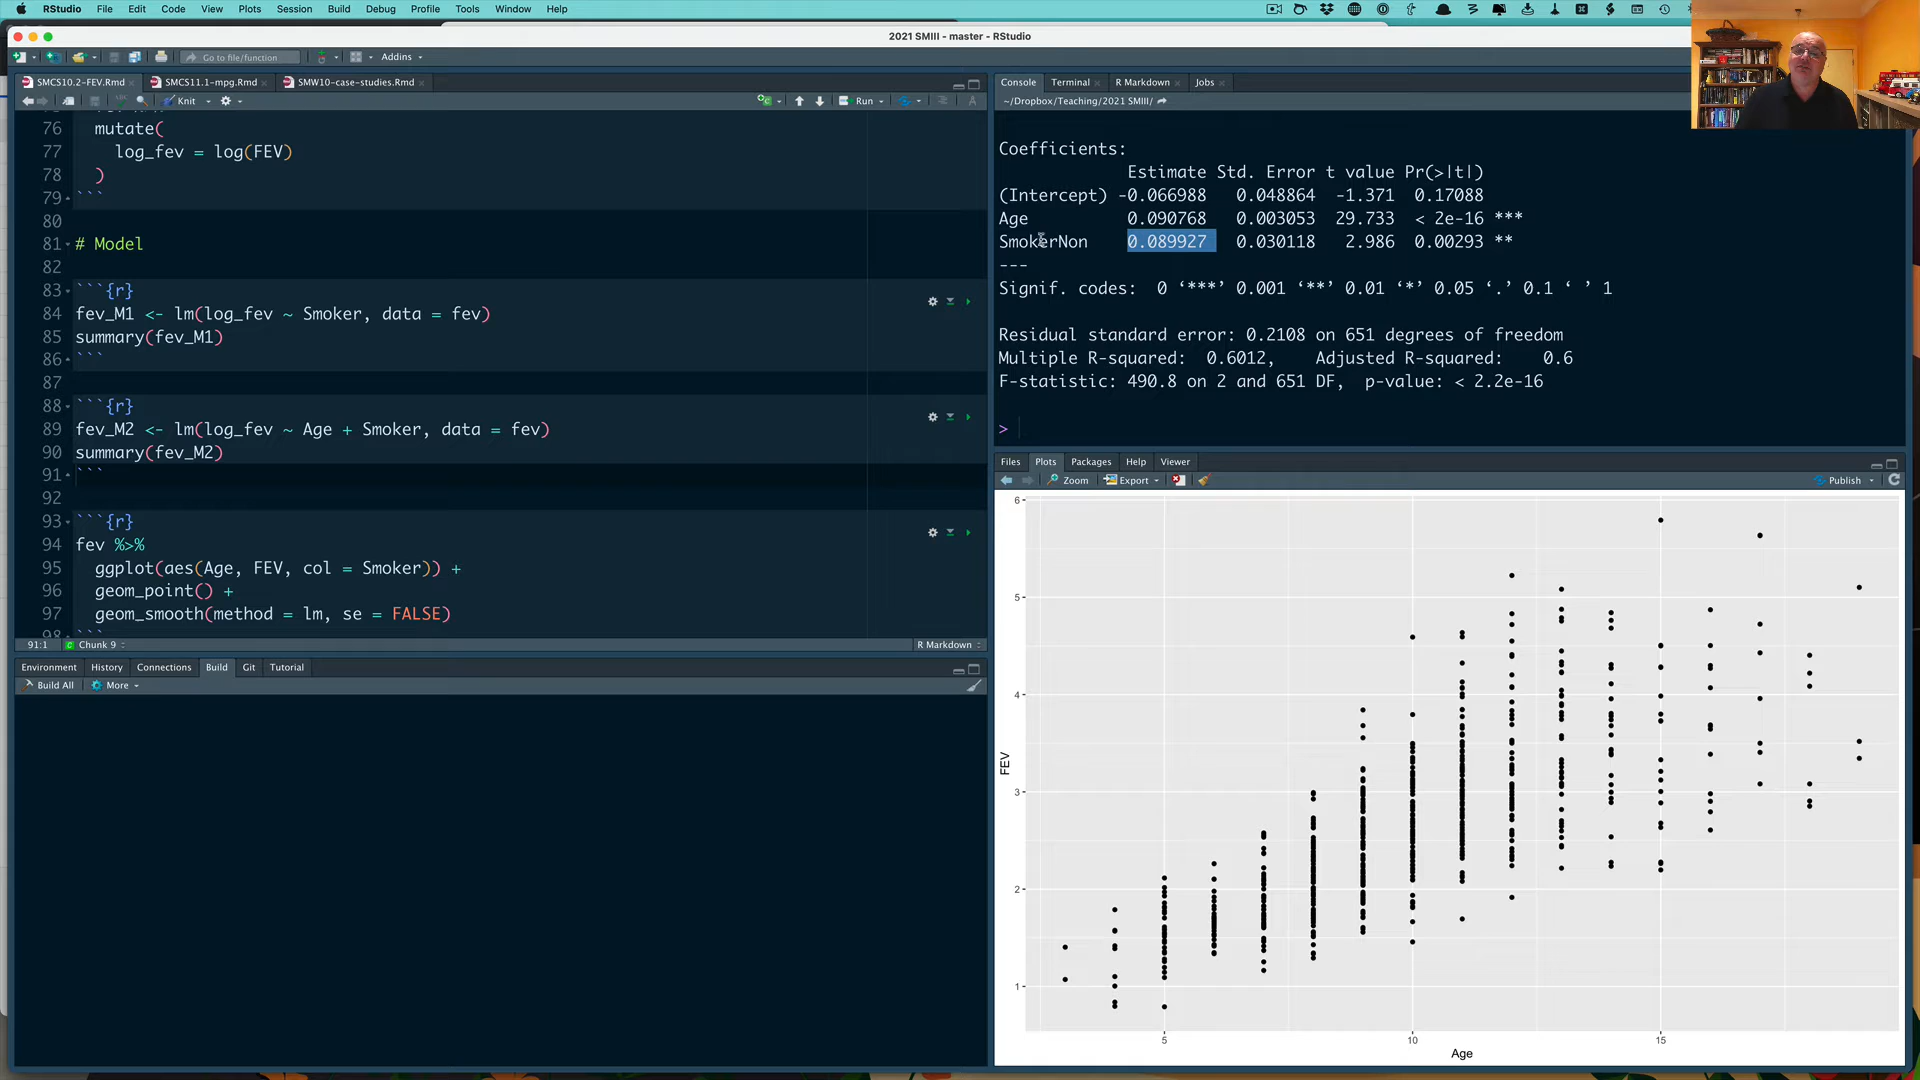 RStudio File Edit Code View Plots Session Build Debug Profile Tools Window Help
2021 SMIII - master - RStudio
Go to file/function Addins
SMCS10.2-FEV.Rmd SMCS11.1-mpg.Rmd SMW10-case-studies.Rmd
Knit Run
76 mutate(
77 log_fev = log(FEV)
78 )
79 ```
80
81 # Model
82
83 ```{r}
84 fev_M1 <- lm(log_fev ~ Smoker, data = fev)
85 summary(fev_M1)
86 ```
87
88 ```{r}
89 fev_M2 <- lm(log_fev ~ Age + Smoker, data = fev)
90 summary(fev_M2)
91 ```
92
93 ```{r}
94 fev %>%
95 ggplot(aes(Age, FEV, col = Smoker)) +
96 geom_point() +
97 geom_smooth(method = lm, se = FALSE)
98 ```
91:1 Chunk 9 R Markdown
Environment History Connections Build Git Tutorial
Build All More
Console Terminal R Markdown Jobs
~/Dropbox/Teaching/2021 SMIII/
Coefficients:
Estimate Std. Error t value Pr(>|t|)
(Intercept) -0.066988 0.048864 -1.371 0.17088
Age 0.090768 0.003053 29.733 < 2e-16 ***
SmokerNon 0.089927 0.030118 2.986 0.00293 **
---
Signif. codes: 0 ‘***’ 0.001 ‘**’ 0.01 ‘*’ 0.05 ‘.’ 0.1 ‘ ’ 1
Residual standard error: 0.2108 on 651 degrees of freedom
Multiple R-squared: 0.6012, Adjusted R-squared: 0.6
F-statistic: 490.8 on 2 and 651 DF, p-value: < 2.2e-16
>
Files Plots Packages Help Viewer
Zoom Export Publish
6
5
4
3
2
1
FEV
5 10 15
Age